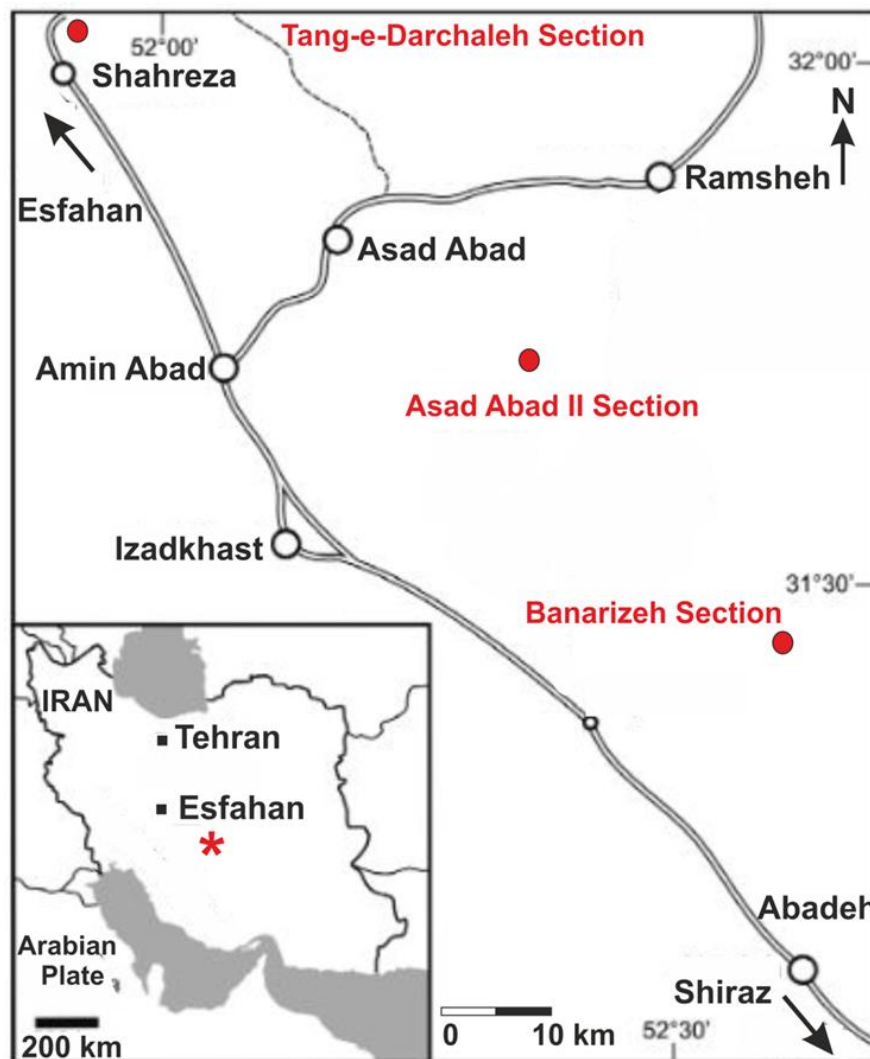 52°00'
Tang-e-Darchaleh Section
Shahreza
32°00'
N
Esfahan
Ramsheh
Asad Abad
Amin Abad
Asad Abad II Section
Izadkhast
31°30'
Banarizeh Section
IRAN
Tehran
Esfahan
*
Arabian
Plate
200 km
Abadeh
Shiraz
0 10 km
52°30'